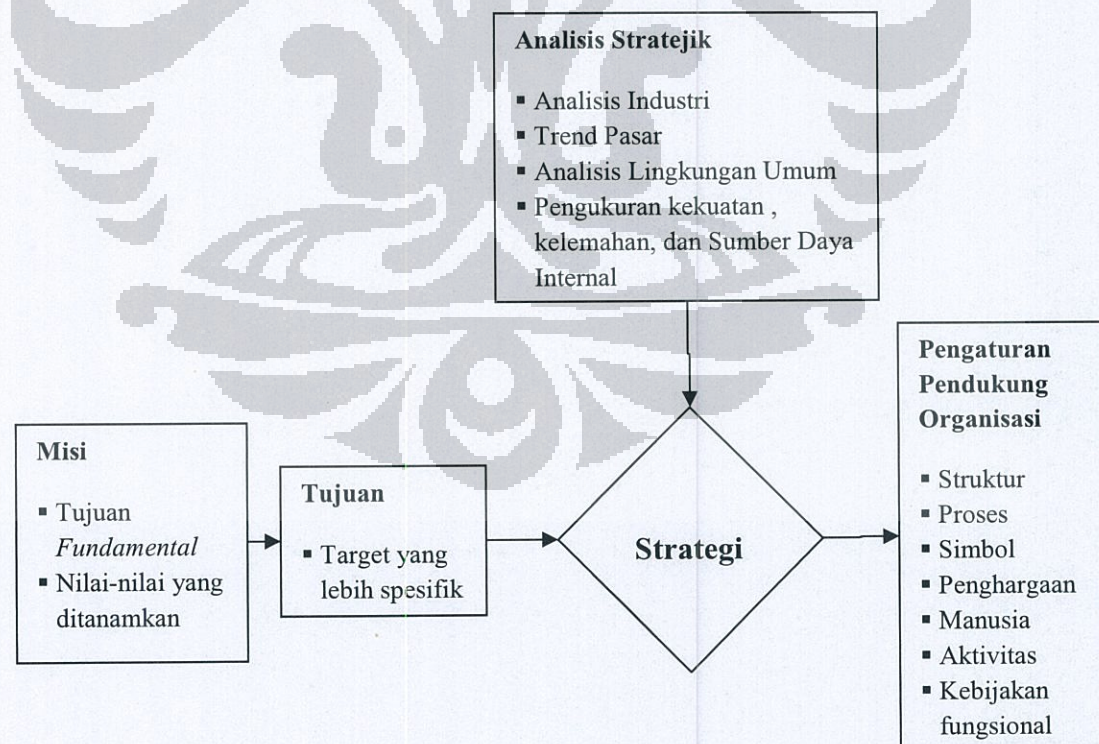 Analisis Stratejik
▪ Analisis Industri
▪ Trend Pasar
▪ Analisis Lingkungan Umum
▪ Pengukuran kekuatan ,
kelemahan, dan Sumber Daya
Internal
Misi
▪ Tujuan
Fundamental
▪ Nilai-nilai yang
ditanamkan
Tujuan
▪ Target yang
lebih spesifik
Strategi
Pengaturan
Pendukung
Organisasi
▪ Struktur
▪ Proses
▪ Simbol
▪ Penghargaan
▪ Manusia
▪ Aktivitas
▪ Kebijakan
fungsional